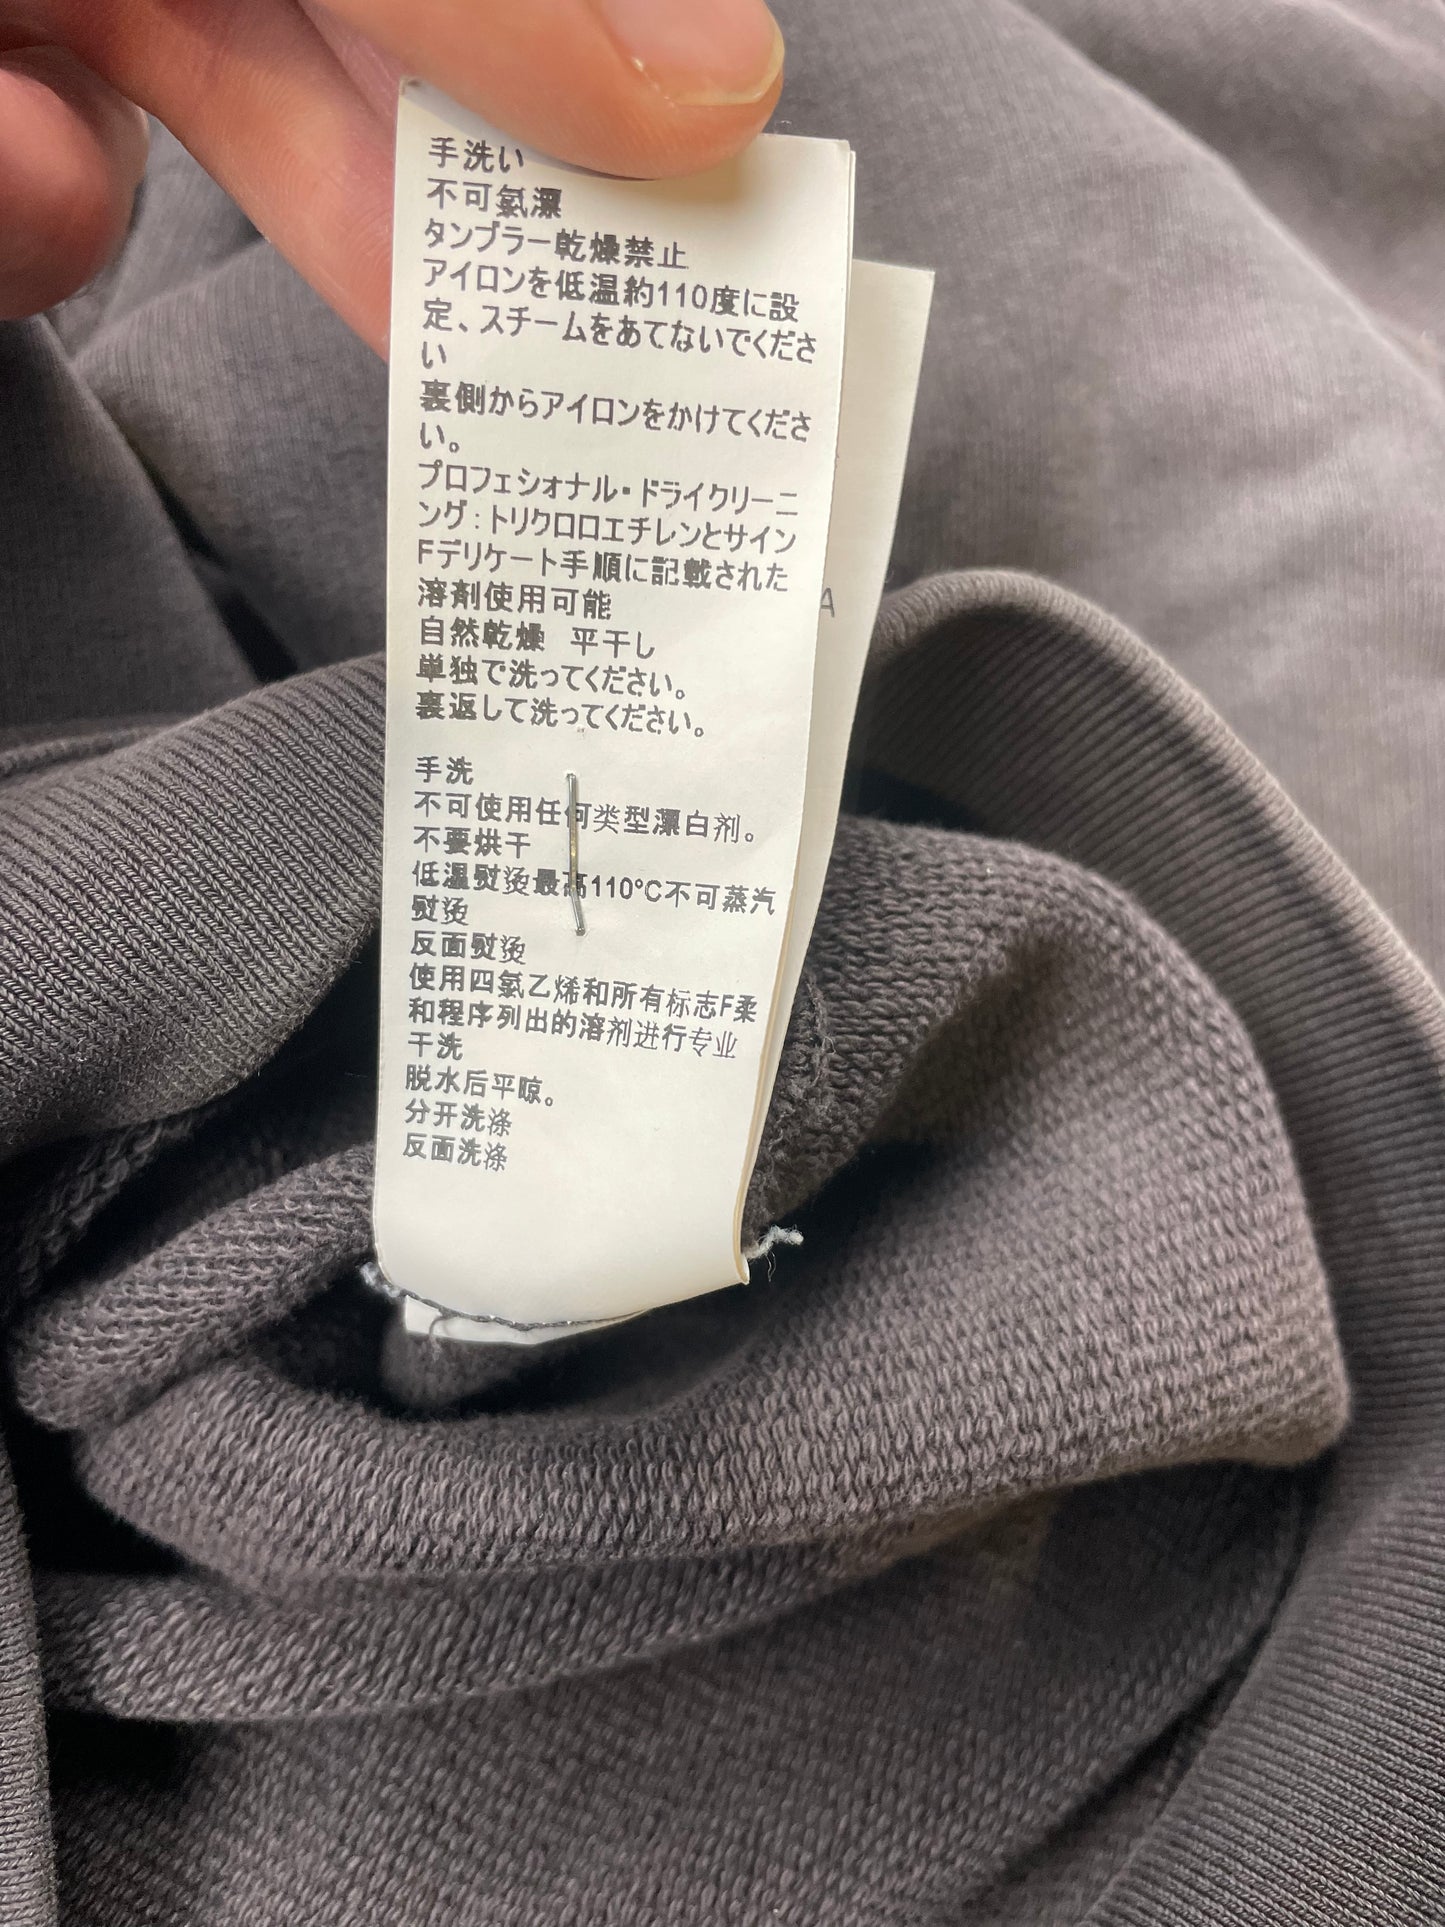 手洗い
不可氯漂
タンブラー乾燥禁止
アイロンを低温約110度に設
定、スチームをあてないでくださ
い
裏側からアイロンをかけてくださ
い。
プロフェショナル・ドライクリーニ
ング:トリクロロエチレンとサイン
Fデリケート手順に記載された
溶剤使用可能
自然乾燥 平干し
単独で洗ってください。
裏返して洗ってください。
手洗
不可使用任何类型漂白剂。
不要烘干
低温熨烫最高110°C不可蒸汽
熨烫
反面熨烫
使用四氯乙烯和所有标志F柔
和程序列出的溶剂进行专业
干洗
脱水后平晾。
分开洗涤
反面洗涤
A